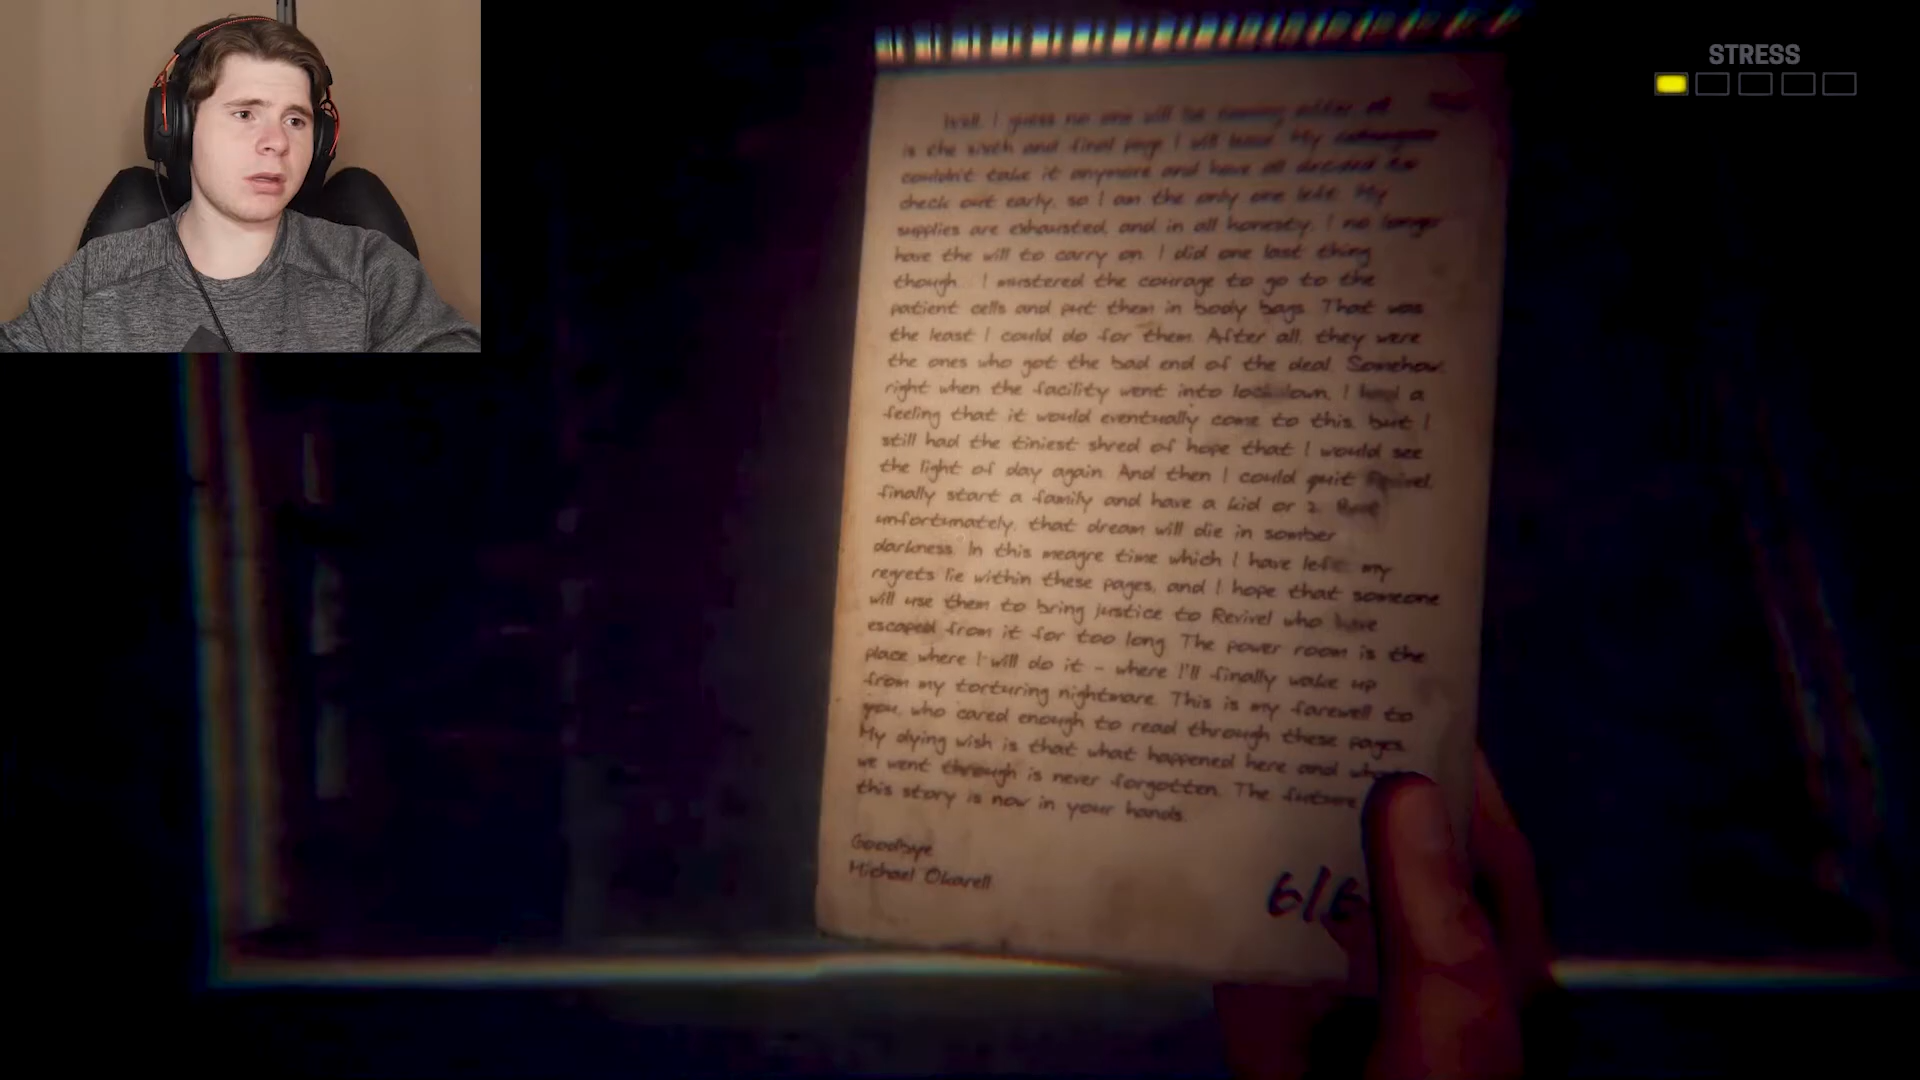 STRESS
Well, I guess no one will be coming after all
is the sixth and final page I will leave. My
couldn't take it anymore and have all decided to
check out early, so I am the only one left. My
supplies are exhausted, and in all honesty, I no longer
have the will to carry on. I did one last thing
though. I mustered the courage to go to the
patient cells and put them in body bags. That was
the least I could do for them. After all, they were
the ones who got the bad end of the deal. Somehow,
right when the facility went into lockdown, I had a
feeling that it would eventually come to this, but I
still had the tiniest shred of hope that I would see
the light of day again. And then I could quit Revivel,
finally start a family and have a kid or 2. But
unfortunately, that dream will die in somber
darkness. In this meagre time which I have left my
regrets lie within these pages, and I hope that someone
will use them to bring justice to Revivel who have
escaped from it for too long. The power room is the
place where I will do it - where I'll finally wake up
from my torturing nightmare. This is my farewell to
you, who cared enough to read through these pages.
My dying wish is that what happened here and what
we went through is never forgotten. The future
this story is now in your hands.
Goodbye
Michael Okarell
6/6